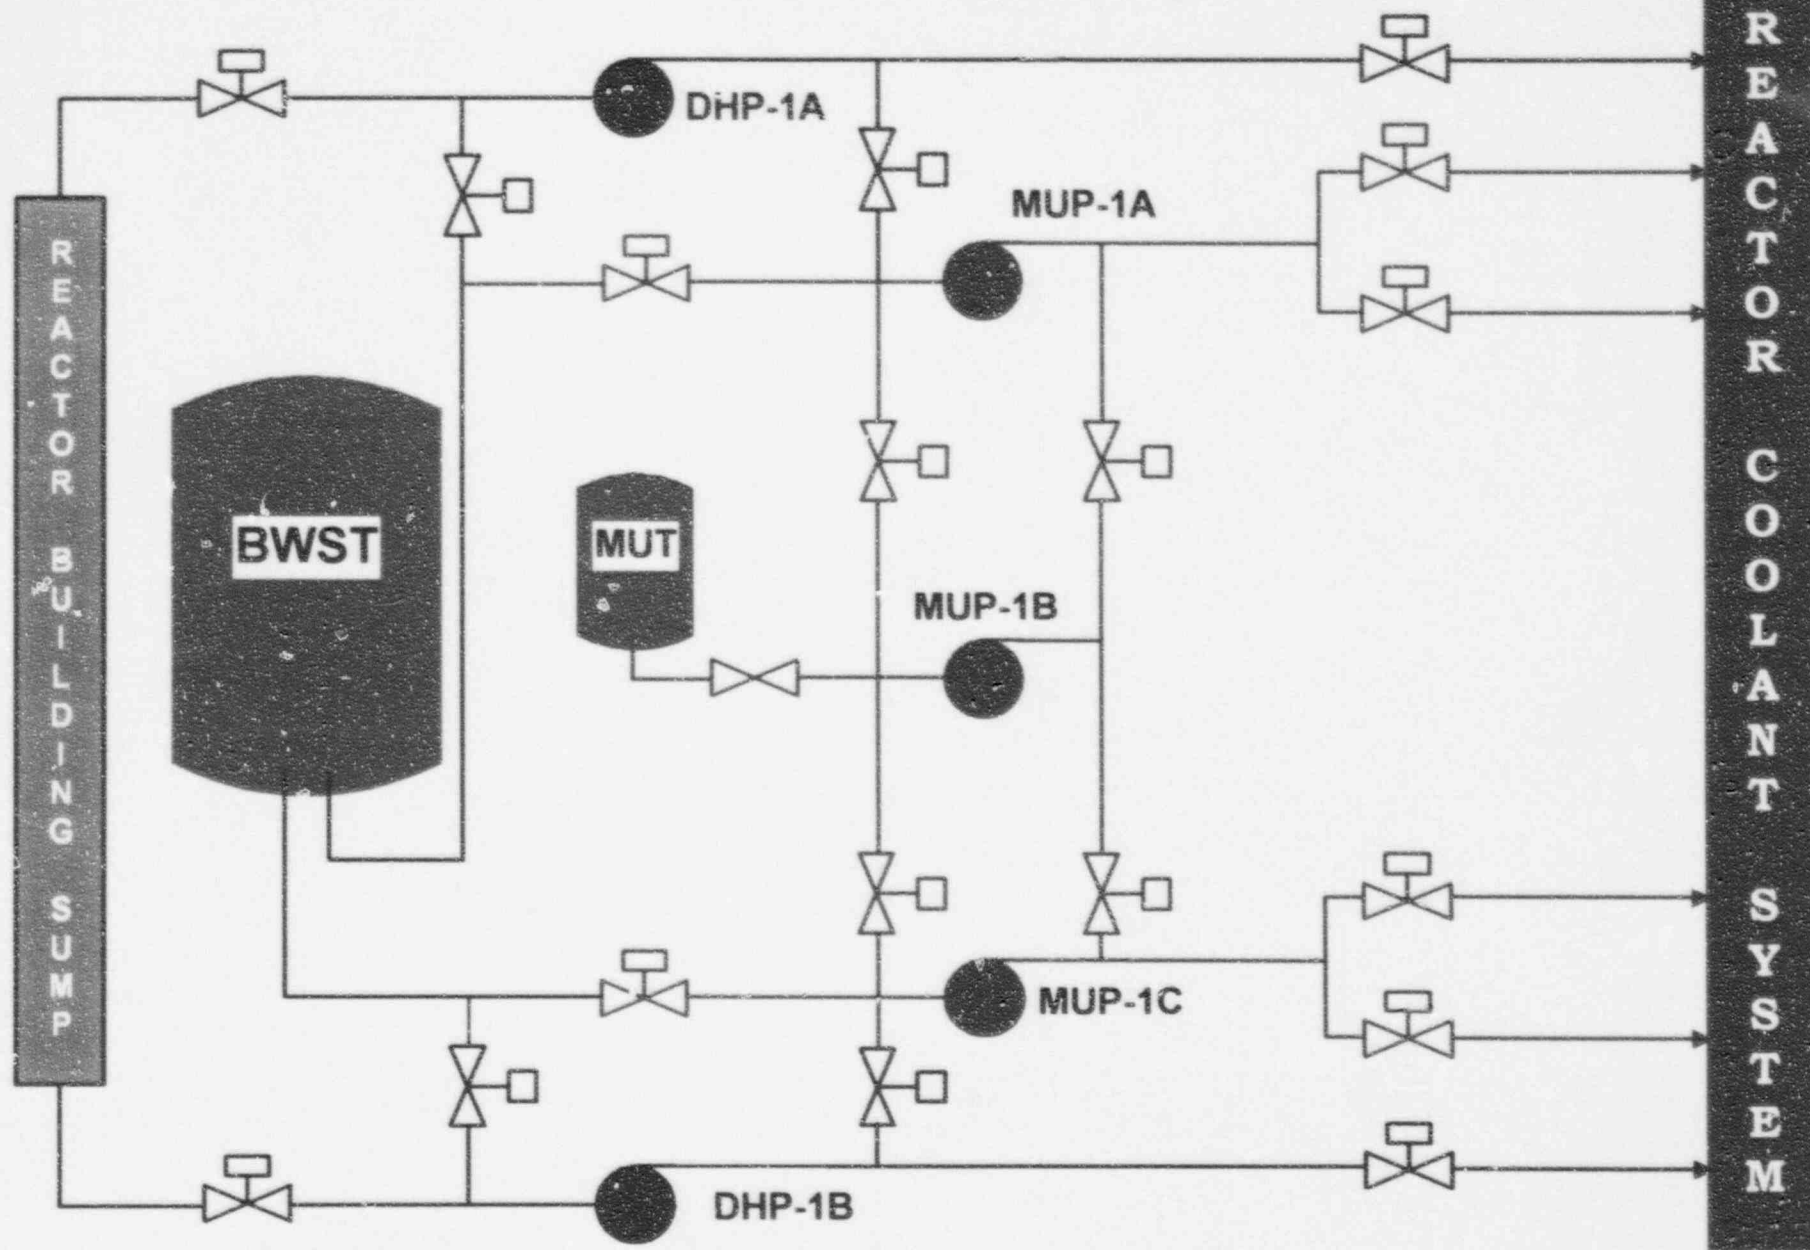 DHP-1A
MUP-1A
REACTOR BUILDING SUMP
BWST
MUT
MUP-1B
MUP-1C
DHP-1B
REACTOR COOLANT SYSTEM